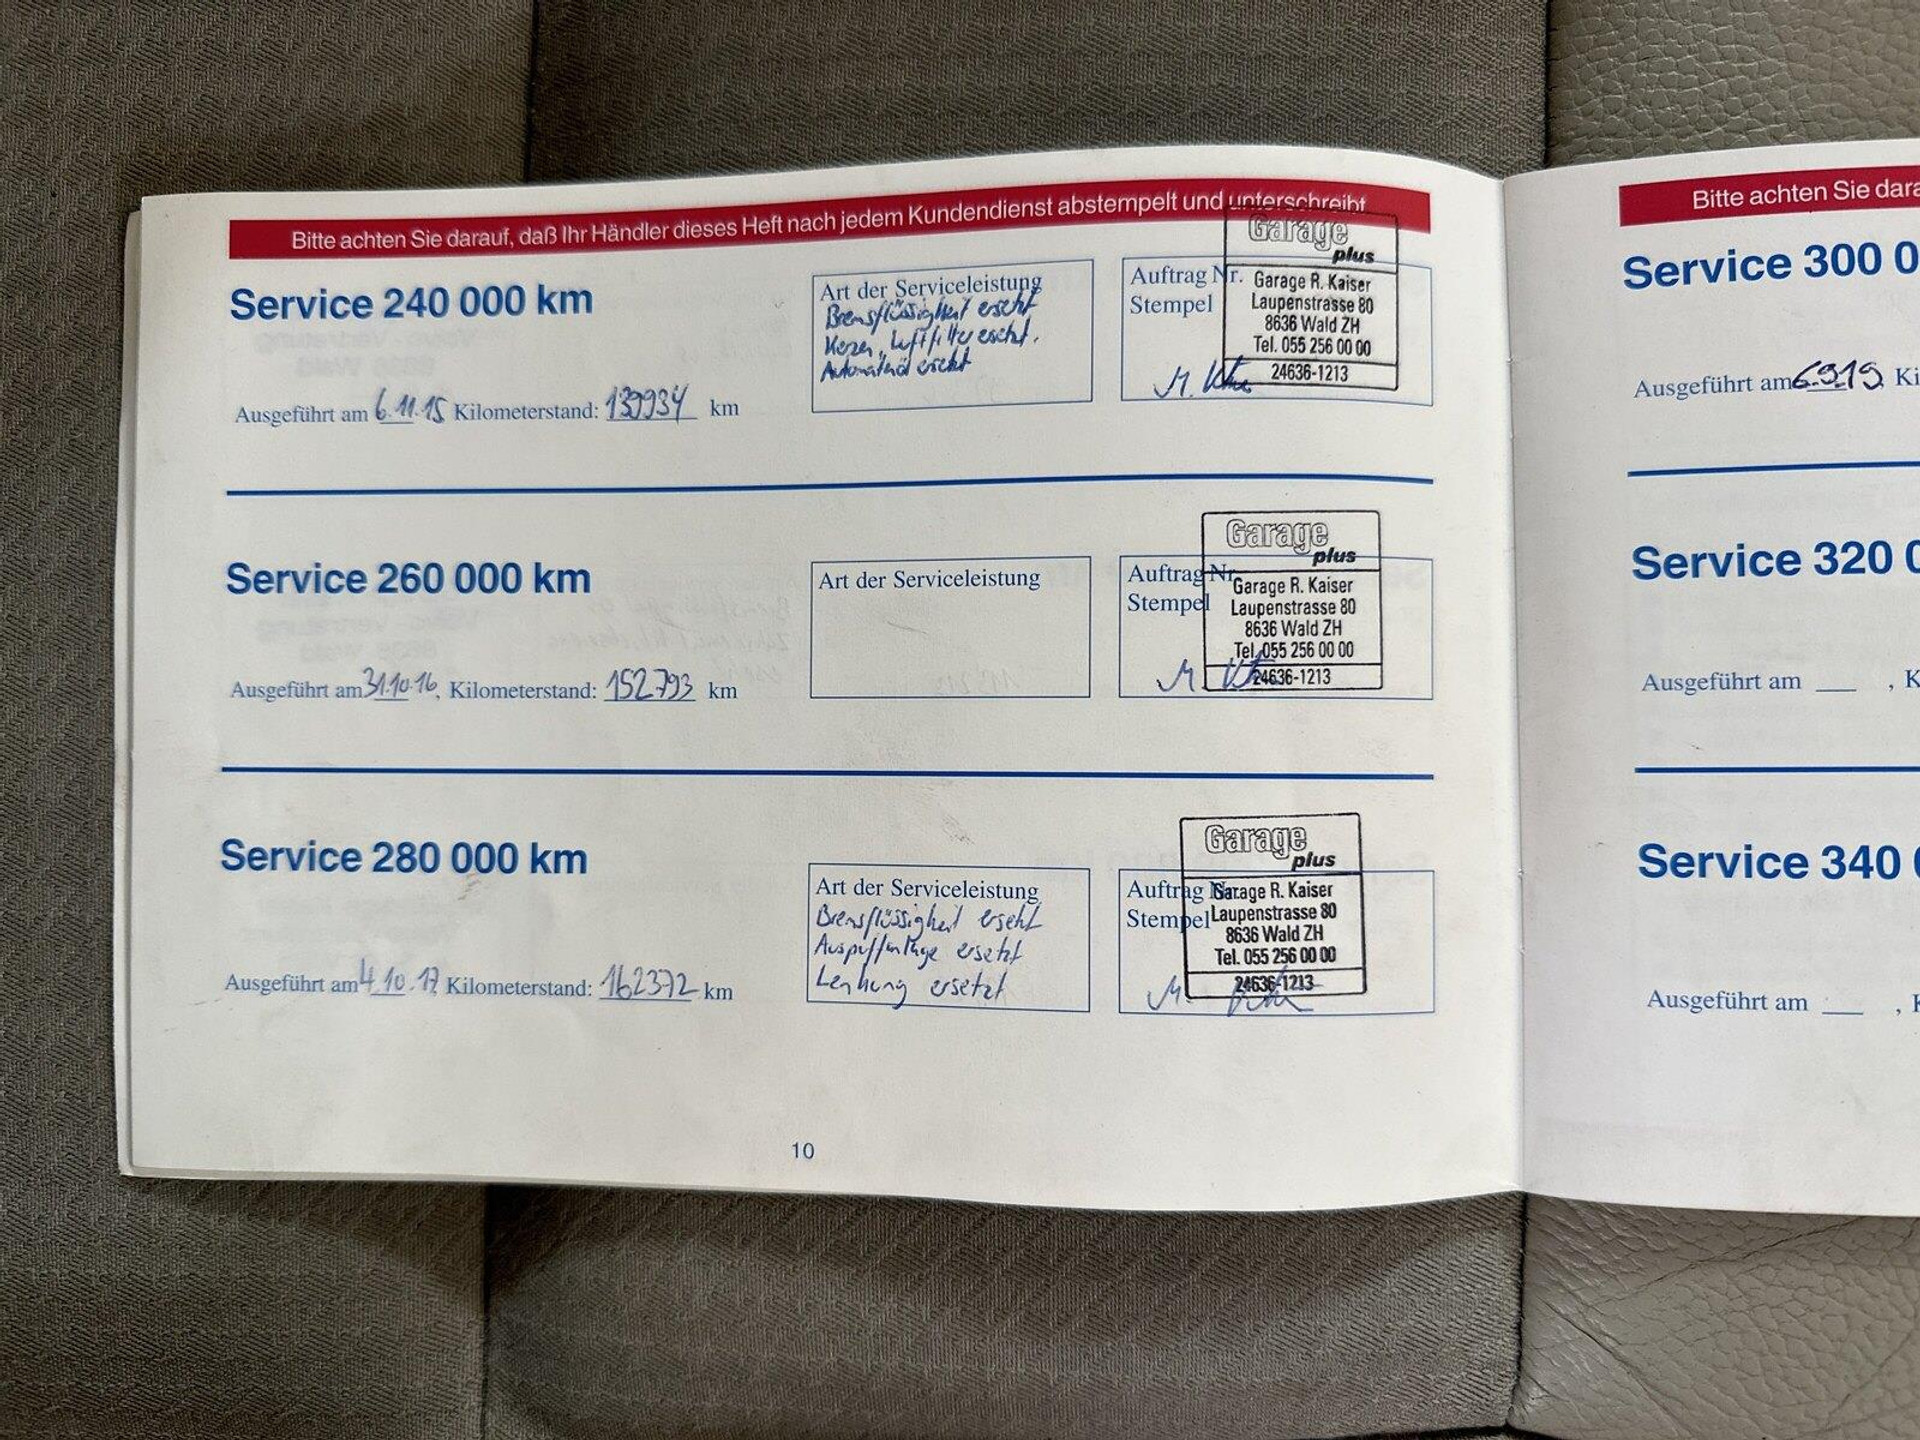 Bitte achten Sie darauf, daß Ihr Händler dieses Heft nach jedem Kundendienst abstempelt und unterschreibt
Service 240 000 km
Art der Serviceleistung
Bremsflüssigkeit ersetzt
Kerzen, Luftfilter ersetzt.
ersetzt
Auftrag Nr.
Stempel
Garage
plus
Garage R. Kaiser
Laupenstrasse 80
8636 Wald ZH
Tel. 055 256 00 00
24636-1213
Ausgeführt am 6.11.15 Kilometerstand: 139934 km
Service 260 000 km
Art der Serviceleistung
Auftrag Nr.
Stempel
Garage
plus
Garage R. Kaiser
Laupenstrasse 80
8636 Wald ZH
Tel. 055 256 00 00
24636-1213
Ausgeführt am 31.10.16, Kilometerstand: 152793 km
Service 280 000 km
Art der Serviceleistung
Bremsflüssigkeit ersetzt
Auspuffanlage ersetzt
Lenkung ersetzt
Auftrag Nr.
Stempel
Garage
plus
Garage R. Kaiser
Laupenstrasse 80
8636 Wald ZH
Tel. 055 256 00 00
24636-1213
Ausgeführt am 4.10.17 Kilometerstand: 162372 km
10
Bitte achten Sie dara
Service 300 0
Ausgeführt am 6.9.19, Ki
Service 320 0
Ausgeführt am , K
Service 340
Ausgeführt am , K